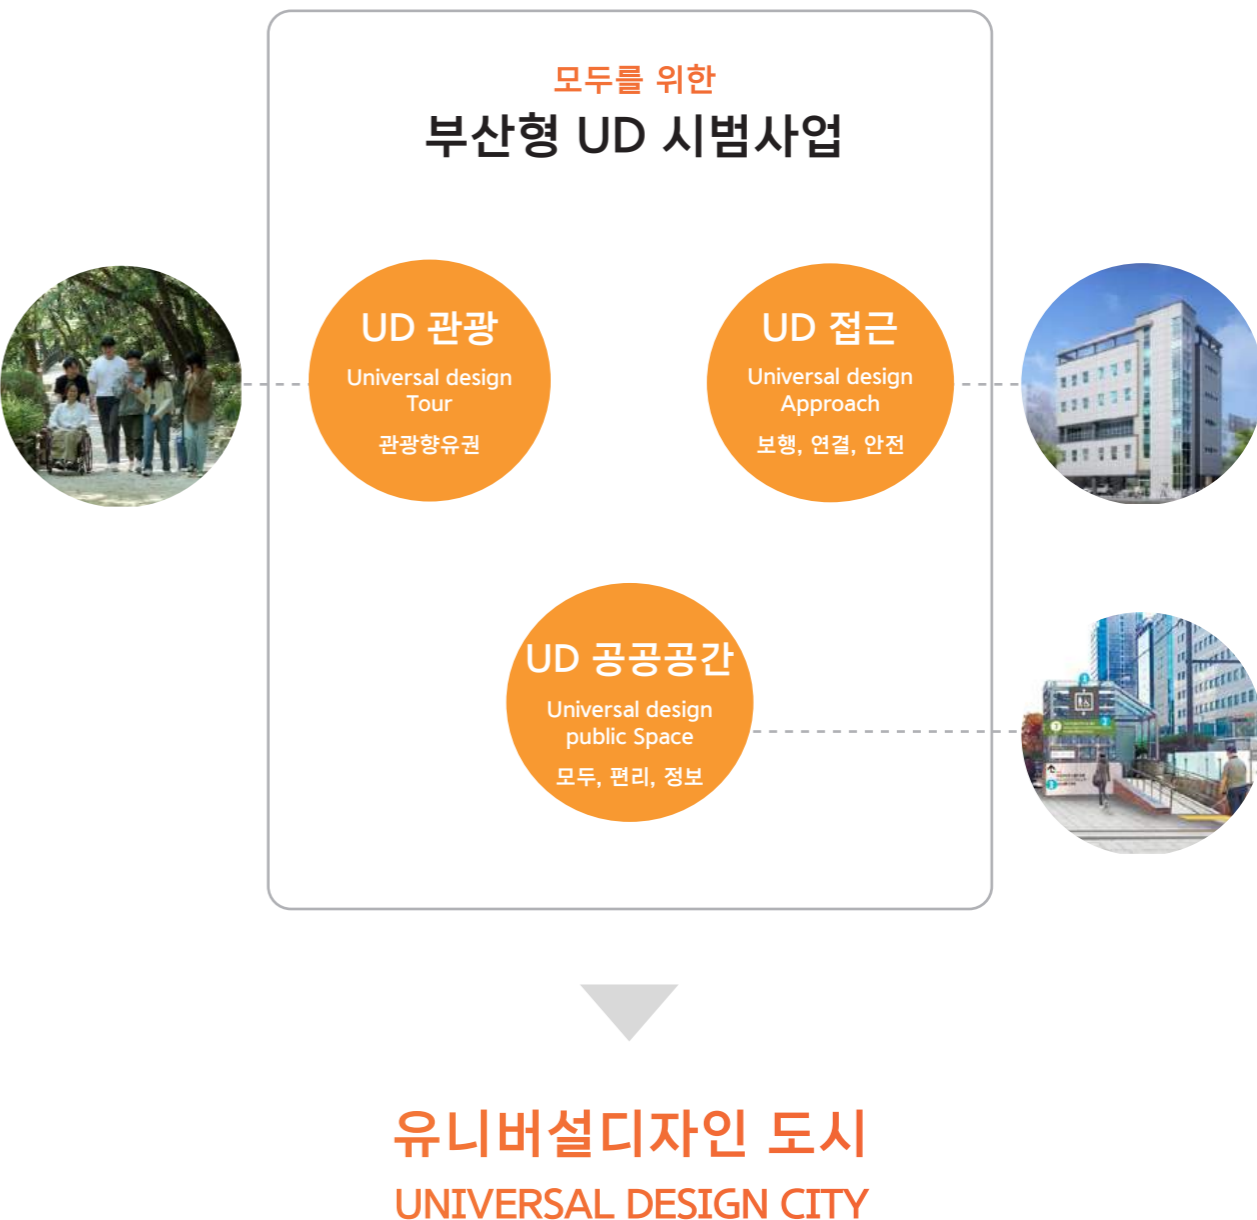 모두를 위한
부산형 UD 시범사업
UD 관광
Universal design
Tour
관광향유권
UD 접근
Universal design
Approach
보행, 연결, 안전
UD 공공공간
Universal design
public Space
모두, 편리, 정보
유니버설디자인 도시
UNIVERSAL DESIGN CITY